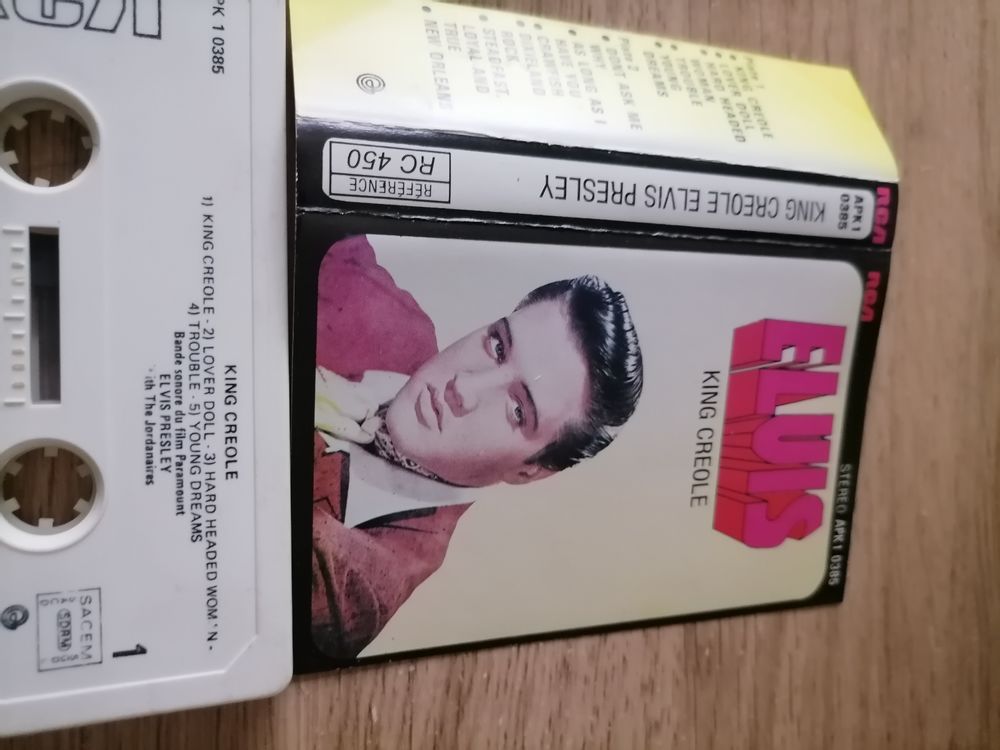 RCA
PK 1 0385
KING CREOLE
1) KING CREOLE - 2) LOVER DOLL - 3) HARD HEADED WOM'N -
4) TROUBLE - 5) YOUNG DREAMS
Bande sonore du film Paramount
ELVIS PRESLEY
ith The Jordanaires
1
SACEM
SDRM
Part 1
• KING CREOLE
• LOVER DOLL
• HARD HEADED
WOMAN
• TROUBLE
• YOUNG
DREAMS
Part 2
• DON'T ASK ME
WHY
• AS LONG AS I
HAVE YOU
• CRAWFISH
• DIXIELAND
ROCK
• STEADFAST,
LOYAL AND
TRUE
• NEW ORLEANS
RCA
APK1
0385
KING CREOLE ELVIS PRESLEY
RÉFÉRENCE
RC 450
RCA
STEREO APK1 0385
ELVIS
KING CREOLE